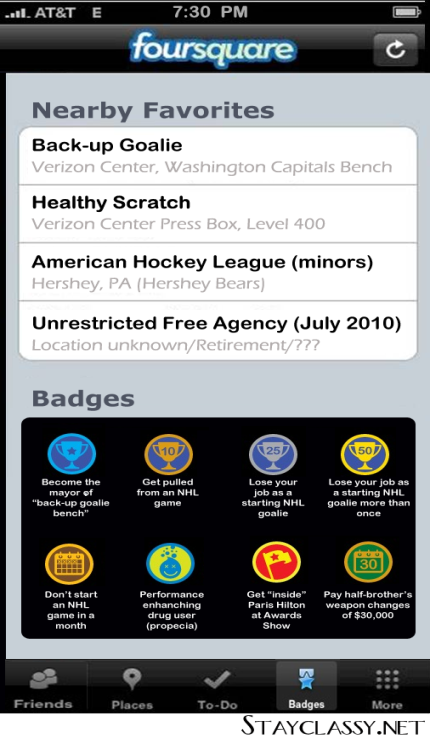 AT&T E 7:30 PM
foursquare
Nearby Favorites
Back-up Goalie
Verizon Center, Washington Capitals Bench
Healthy Scratch
Verizon Center Press Box, Level 400
American Hockey League (minors)
Hershey, PA (Hershey Bears)
Unrestricted Free Agency (July 2010)
Location unknown/Retirement/???
Badges
Become the
mayor of
"back-up goalie
bench"
10
Get pulled
from an NHL
game
25
Lose your
job as a
starting NHL
goalie
50
Lose your job as
a starting NHL
goalie more than
once
Don't start
an NHL
game in a
month
Performance
enhanching
drug user
(propecia)
Get "inside"
Paris Hilton
at Awards
Show
30
Pay half-brother's
weapon changes
of $30,000
Friends Places To-Do Badges More
STAYCLASSY.NET